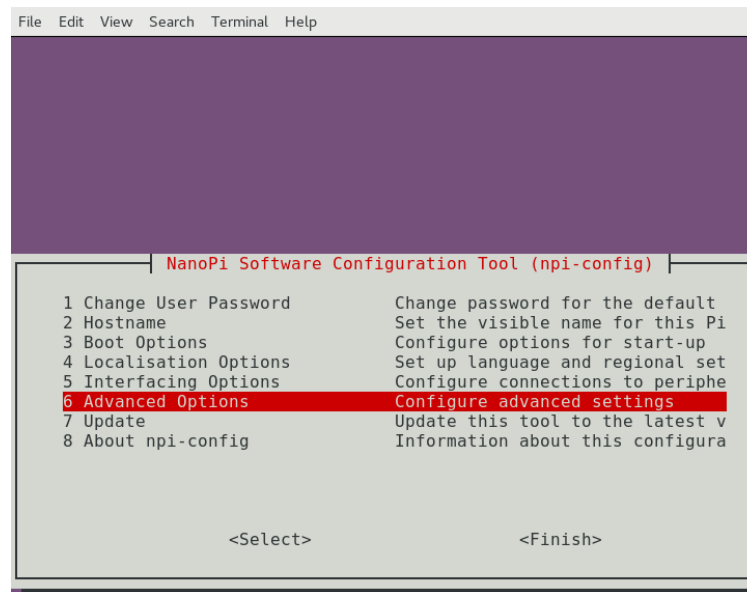 File Edit View Search Terminal Help
NanoPi Software Configuration Tool (npi-config)
1 Change User Password Change password for the default
2 Hostname Set the visible name for this Pi
3 Boot Options Configure options for start-up
4 Localisation Options Set up language and regional set
5 Interfacing Options Configure connections to periphe
6 Advanced Options Configure advanced settings
7 Update Update this tool to the latest v
8 About npi-config Information about this configura
<Select> <Finish>